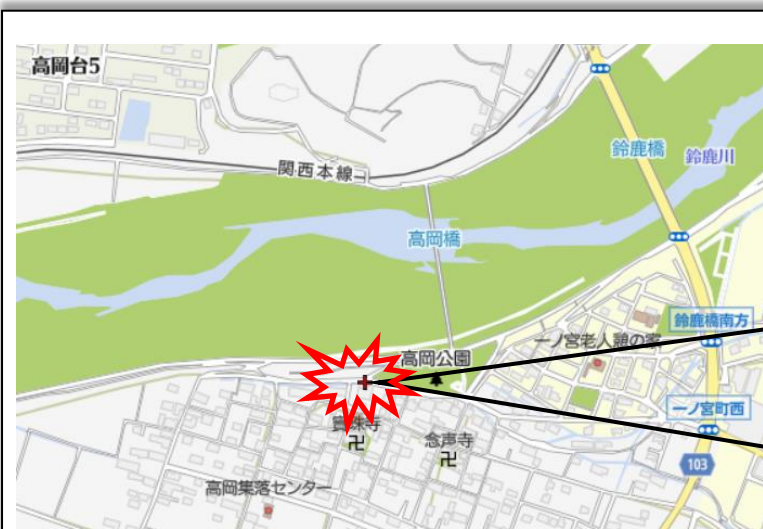 高岡台5
鈴鹿橋
鈴鹿川
関西本線
高岡橋
鈴鹿橋南方
一ノ宮老人憩の家
高岡公園
一ノ宮町西
念声寺
103
高岡集落センター